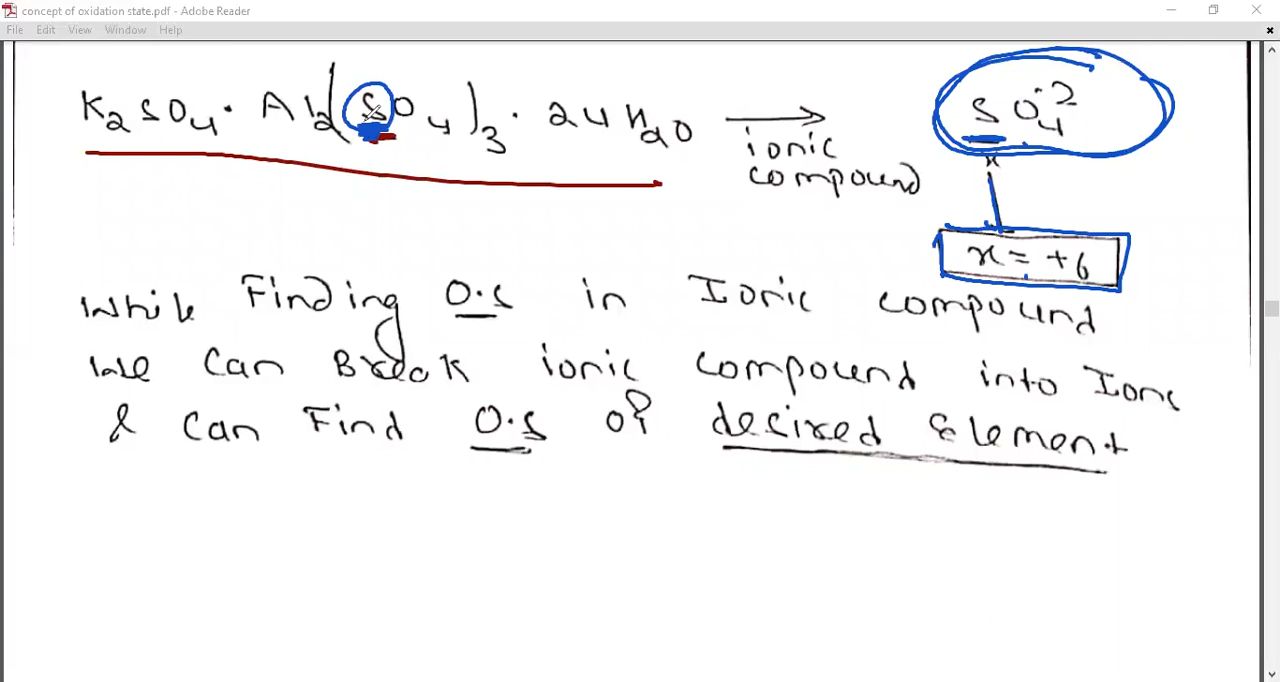 concept of oxidation state.pdf - Adobe Reader
File Edit View Window Help
K₂SO₄ · Al₂(SO₄)₃ · 24H₂O → ionic compound SO₄⁻²
x
x = +6
While Finding O.S in Ionic compound
We Can Break ionic compound into Ions
& Can Find O.S of desired Element